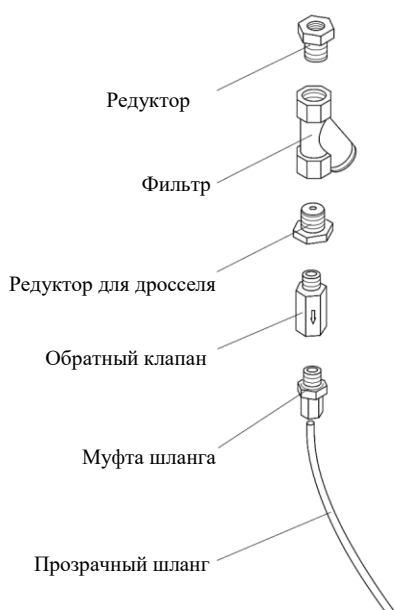 Редуктор
Фильтр
Редуктор для дросселя
Обратный клапан
Муфта шланга
Прозрачный шланг